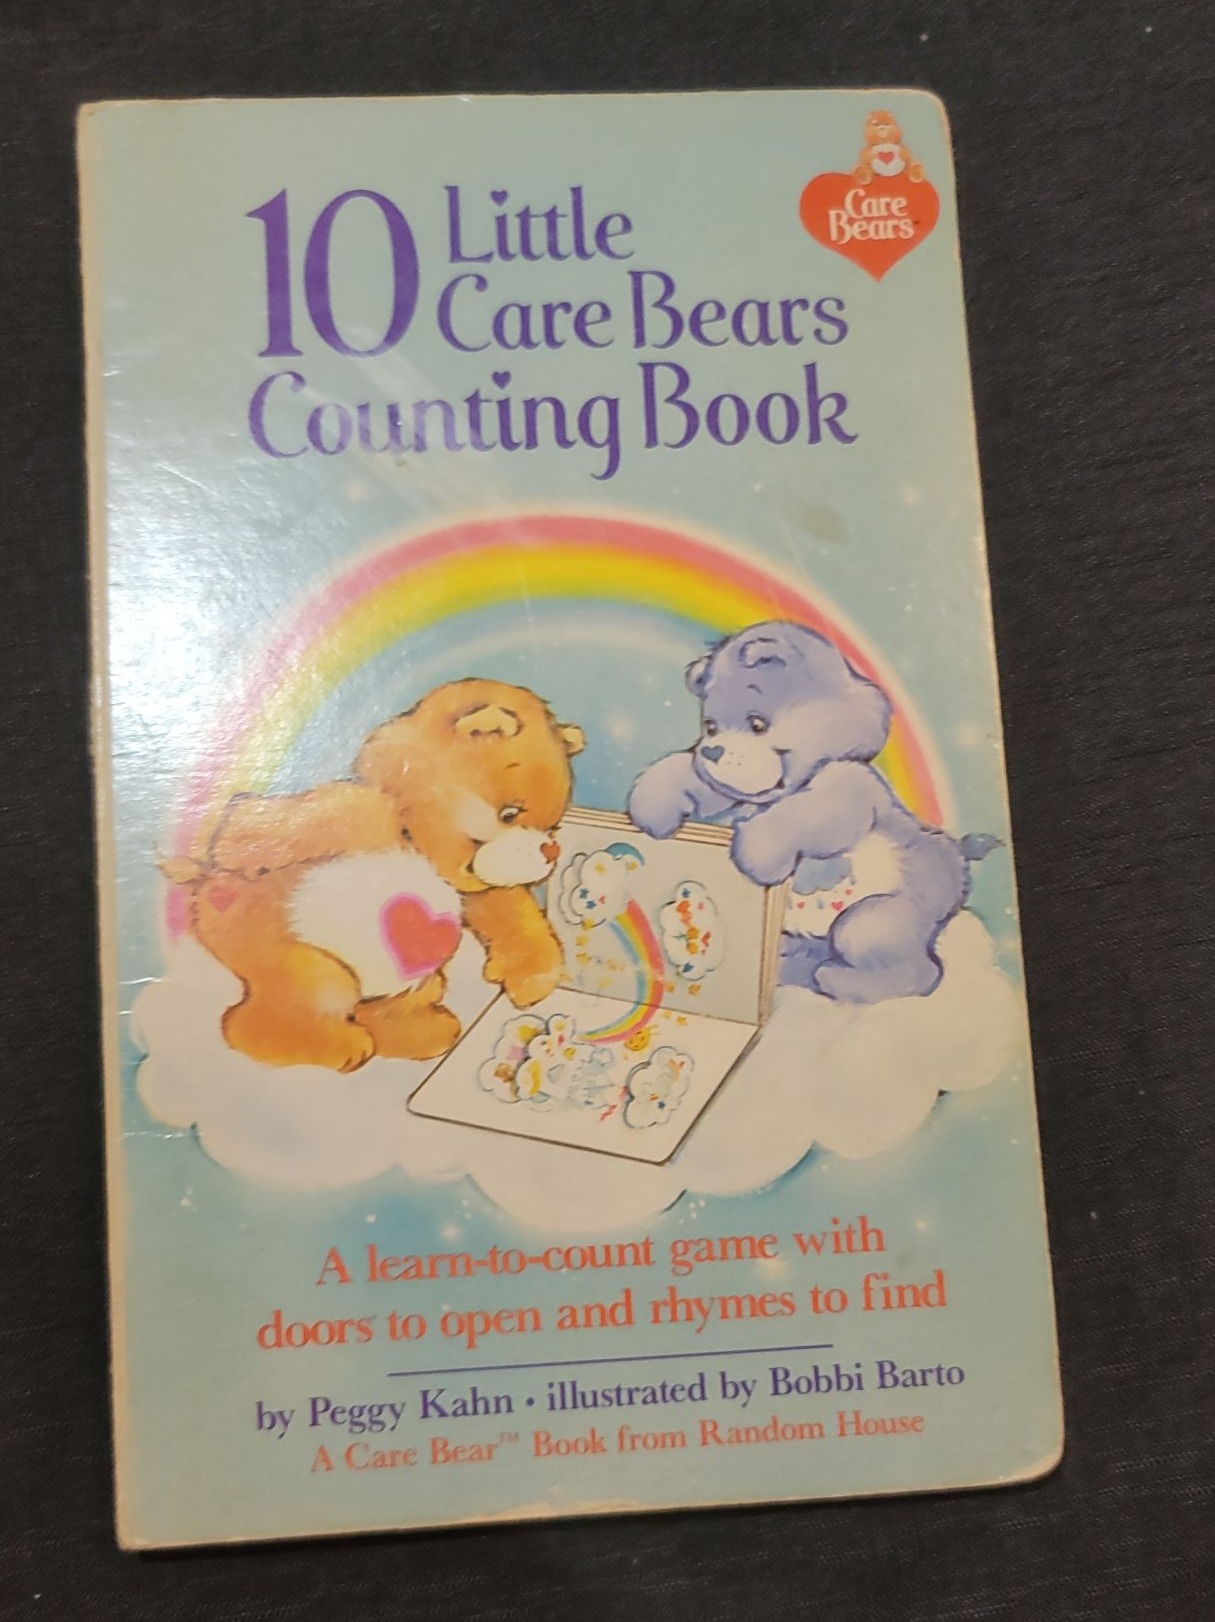 Care
Bears
10 Little
Care Bears
Counting Book
A learn-to-count game with
doors to open and rhymes to find
by Peggy Kahn • illustrated by Bobbi Barto
A Care Bear™ Book from Random House